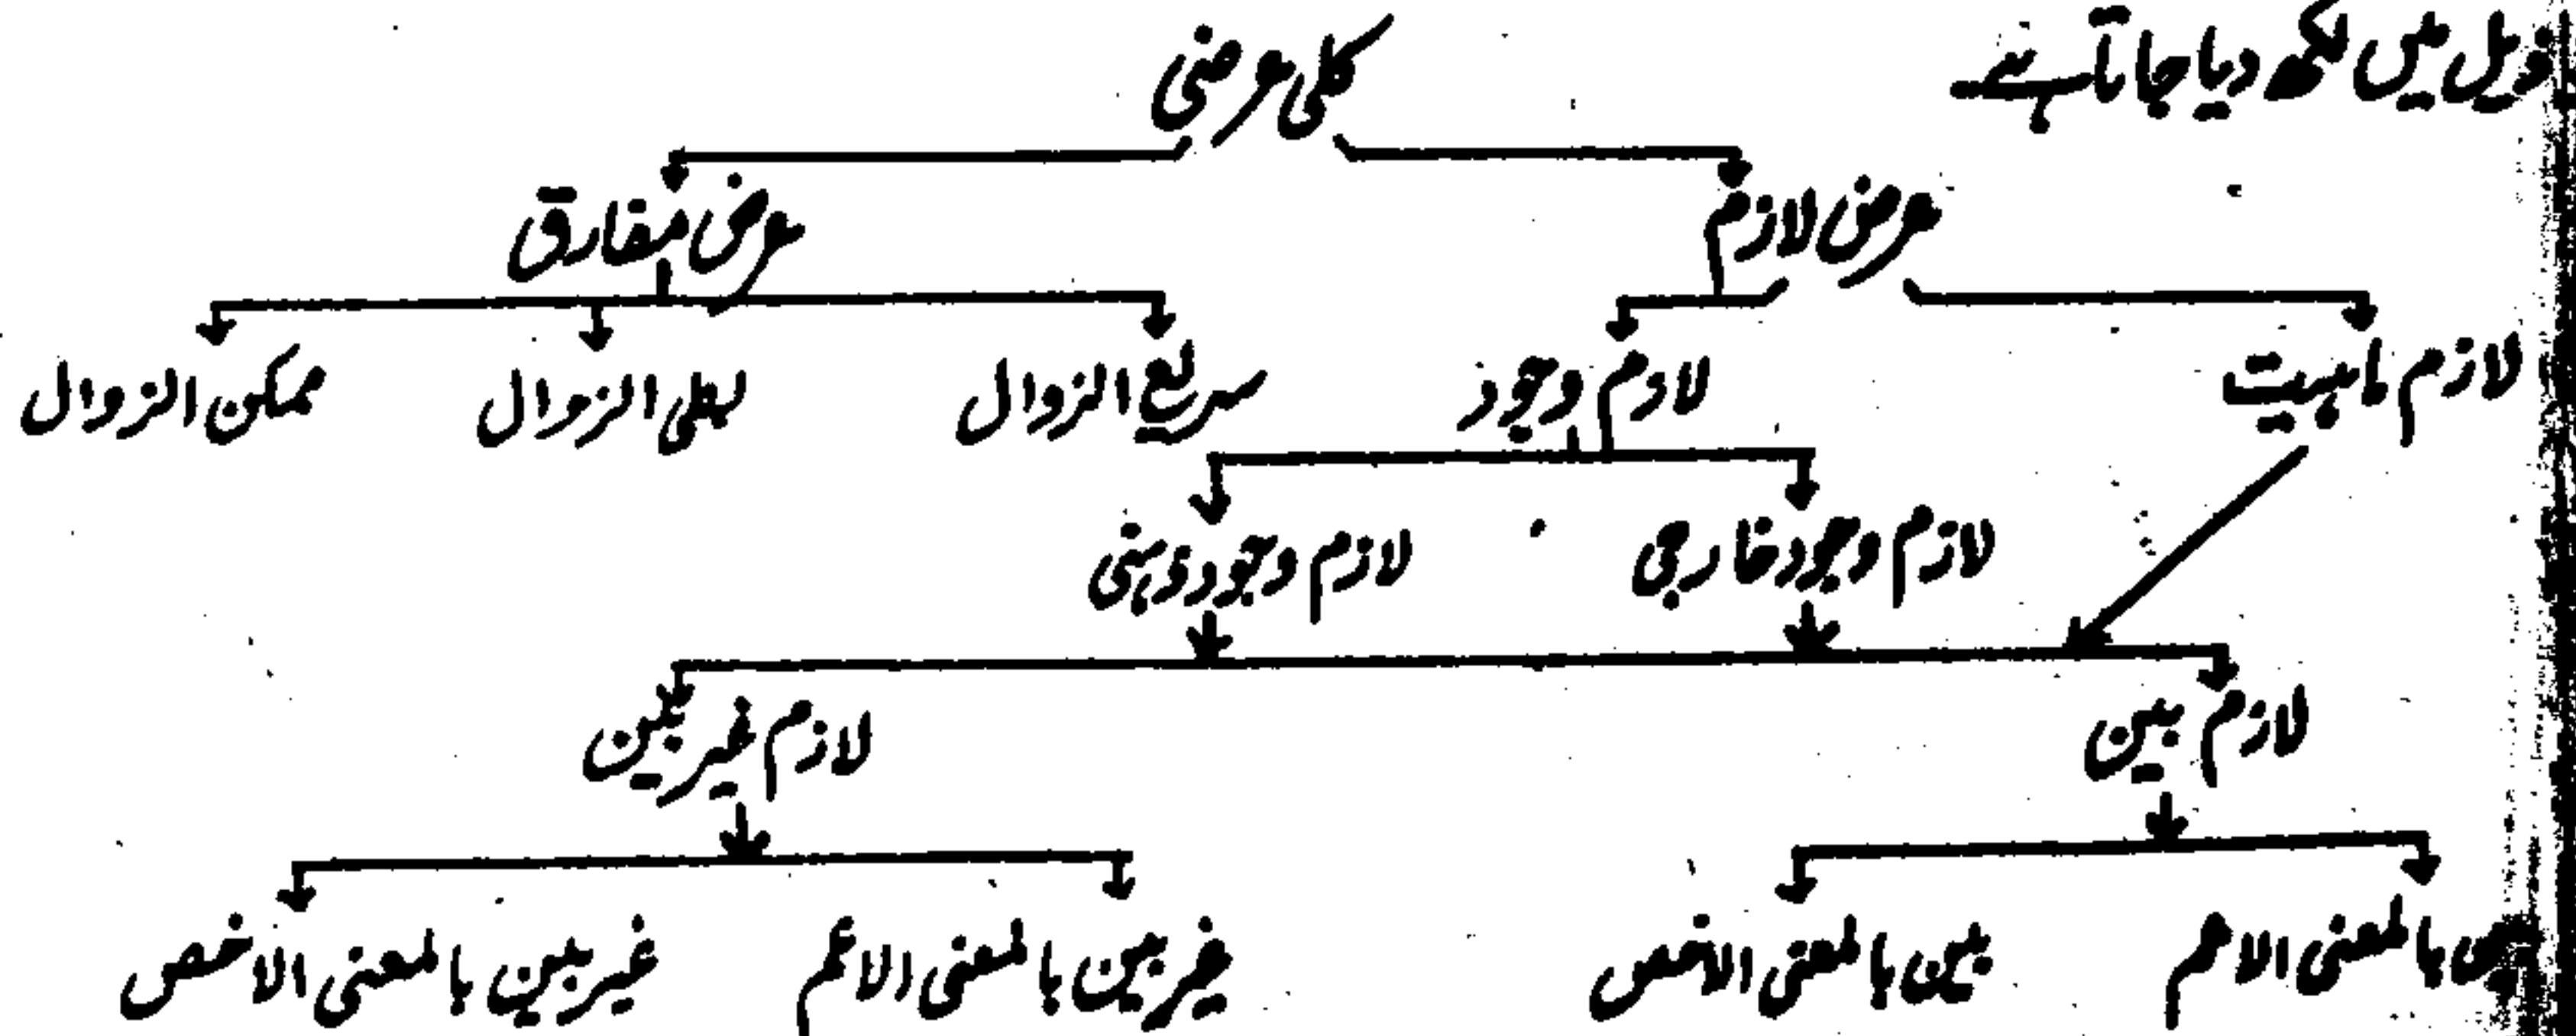 ذیل میں لکھ دیا جاتا ہے
کلی عرضی
عرض لازم عرض مفارق
لازم ماہیت لازم وجود سریع الزوال بطی الزوال ممکن الزوال
لازم وجود خارجی لازم وجود ذہنی
لازم بین لازم غیر بین
بین بالمعنی الاعم بین بالمعنی الاخص غیر بین بالمعنی الاعم غیر بین بالمعنی الاخص